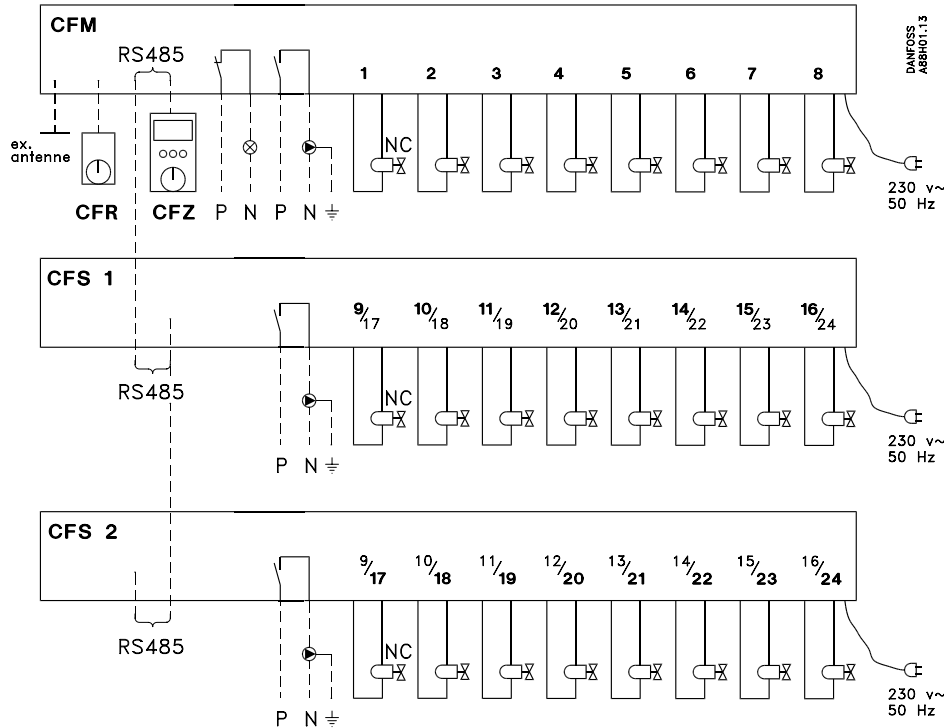 CFM
RS485
DANFOSS
A88H01.13
1 2 3 4 5 6 7 8
ex.
antenne
NC
230 v~
50 Hz
CFR CFZ P N P N
CFS 1
9/17 10/18 11/19 12/20 13/21 14/22 15/23 16/24
RS485
NC
230 v~
50 Hz
P N
CFS 2
9/17 10/18 11/19 12/20 13/21 14/22 15/23 16/24
RS485
NC
230 v~
50 Hz
P N